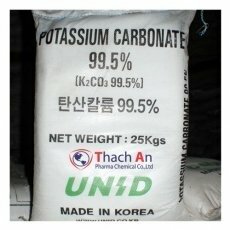 POTASSIUM CARBONATE
99.5%
(K2CO3 99.5%)
탄산칼륨 99.5%
NET WEIGHT : 25Kgs
Thach An
Pharma Chemical Co.,Ltd
UNID
MADE IN KOREA